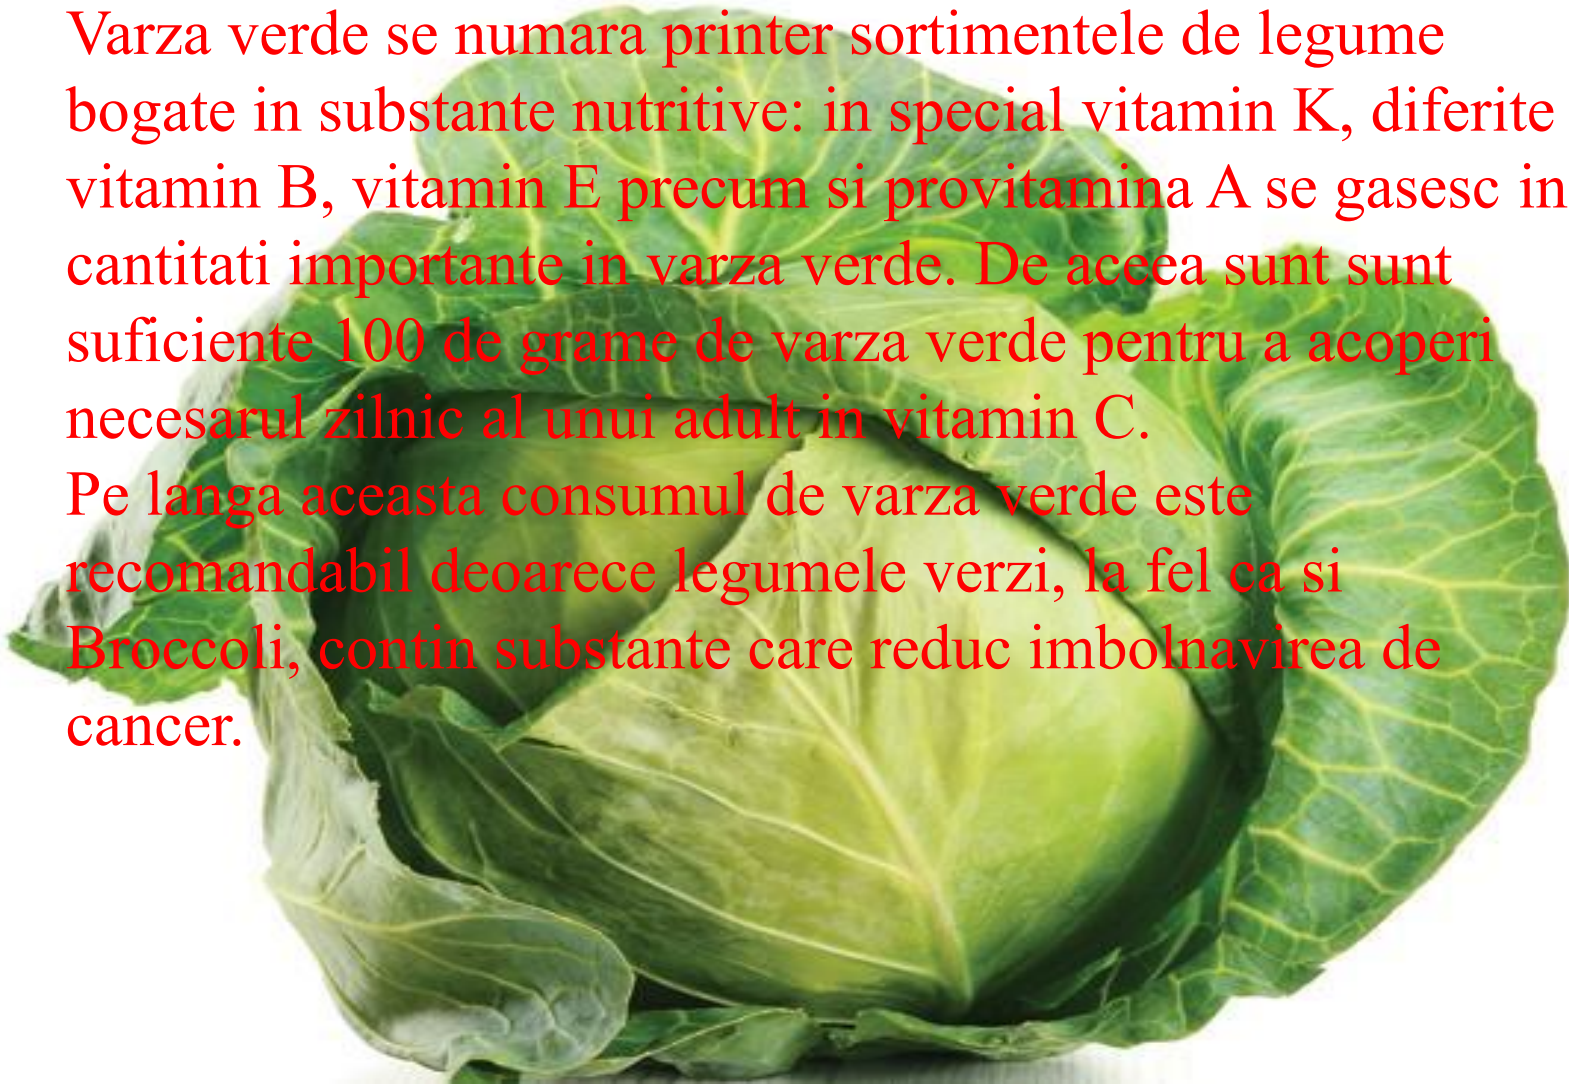 Varza verde se numara printer sortimentele de legume
bogate in substante nutritive: in special vitamin K, diferite
vitamin B, vitamin E precum si provitamina A se gasesc in
cantitati importante in varza verde. De aceea sunt sunt
suficiente 100 de grame de varza verde pentru a acoperi
necesarul zilnic al unui adult in vitamin C.
Pe langa aceasta consumul de varza verde este
recomandabil deoarece legumele verzi, la fel ca si
Broccoli, contin substante care reduc imbolnavirea de
cancer.